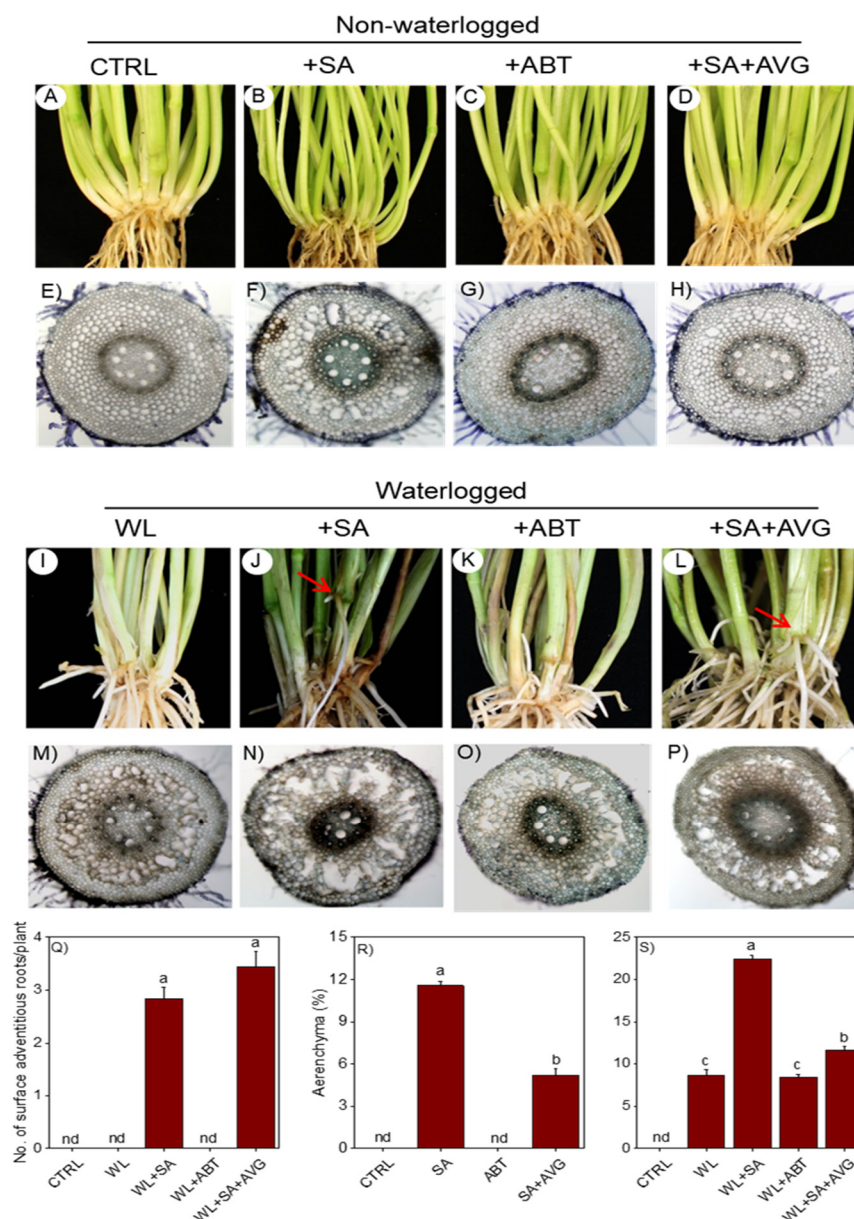 Non-waterlogged
CTRL +SA +ABT +SA+AVG
A B C D
E) F) G) H)
Waterlogged
WL +SA +ABT +SA+AVG
I J K L
M) N) O) P)
No. of surface adventitious roots/plant
Q)
4
3
2
1
0
nd nd a nd a
CTRL WL WL+SA WL+ABT WL+SA+AVG
Aerenchyma (%)
R)
15
12
9
6
3
0
nd a nd b
CTRL SA ABT SA+AVG
S)
25
20
15
10
5
0
nd c a c b
CTRL WL WL+SA WL+ABT WL+SA+AVG